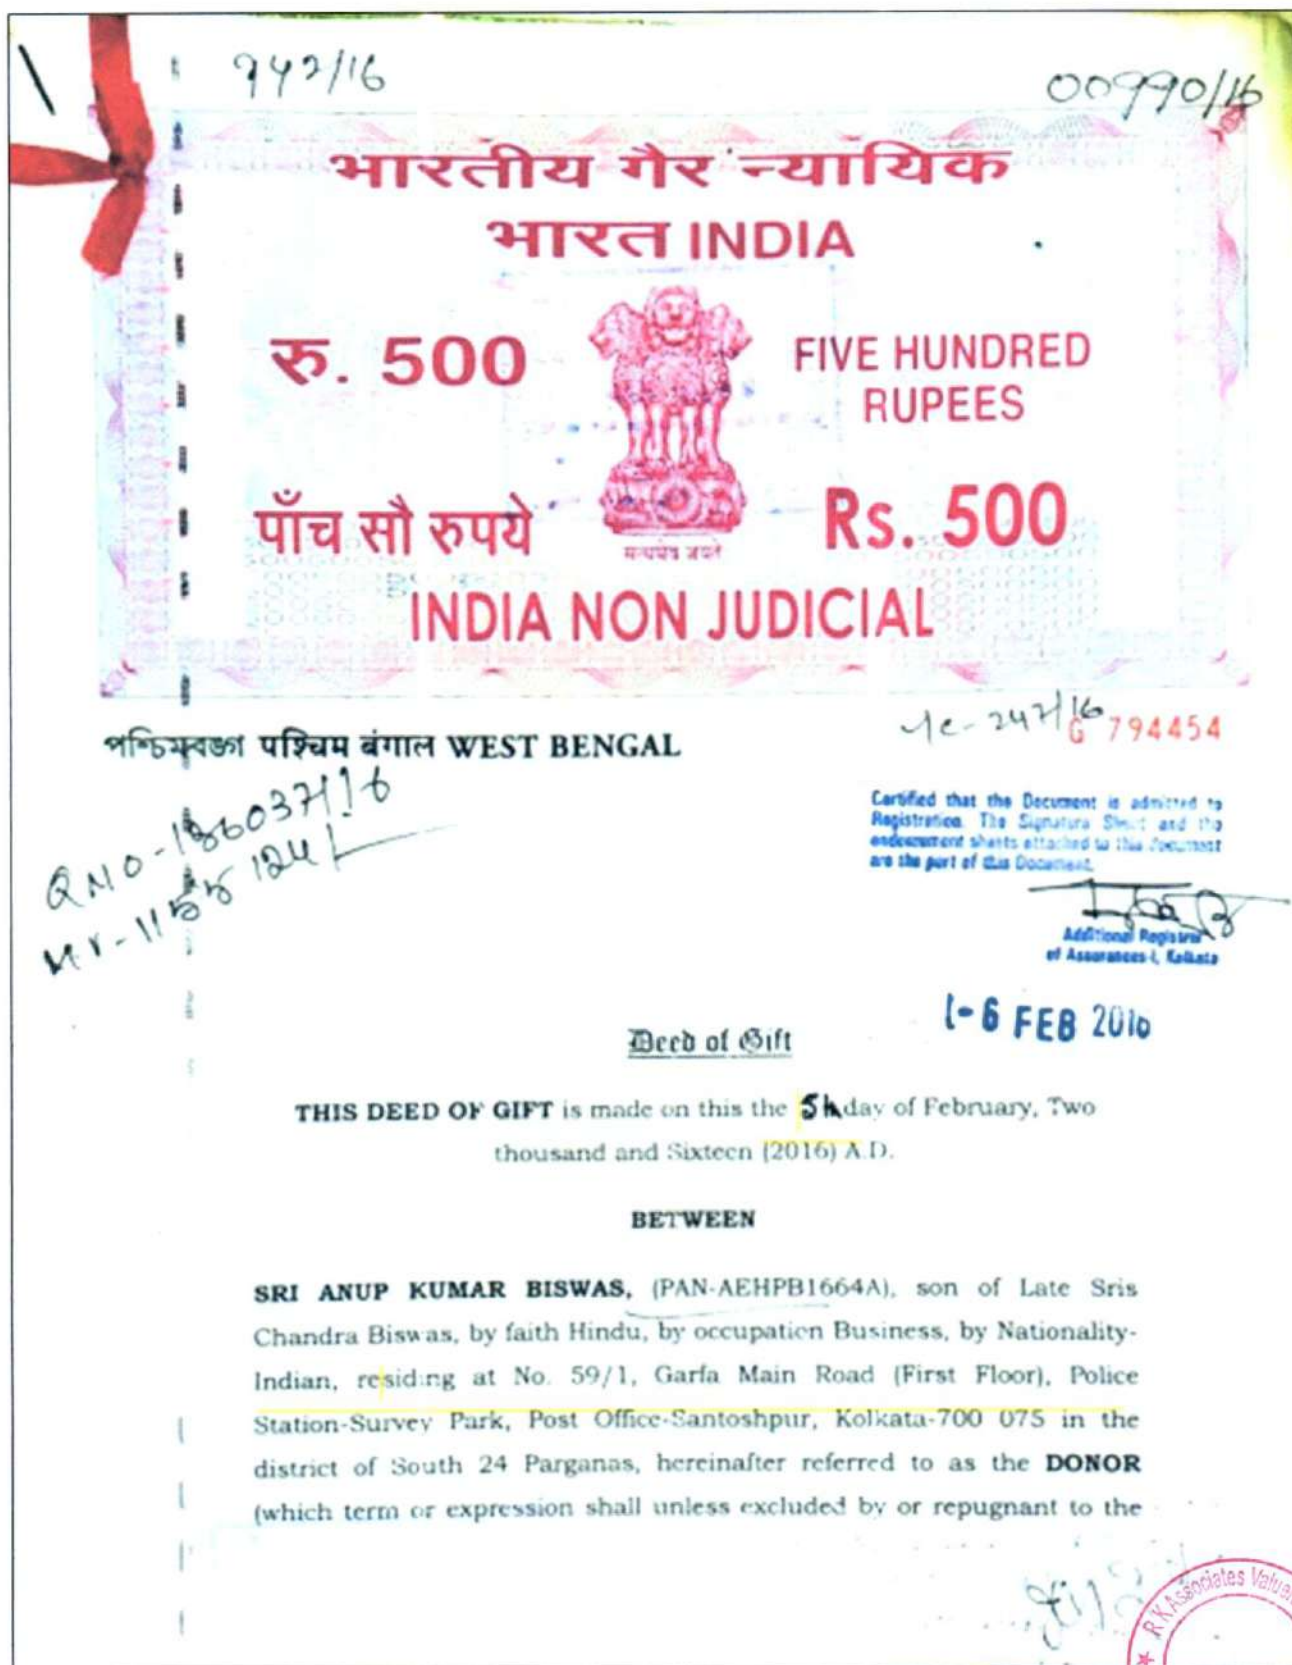 942/16
00990/16
भारतीय गैर न्यायिक
भारत INDIA
रु. 500
FIVE HUNDRED
RUPEES
पाँच सौ रुपये
Rs. 500
सत्यमेव जयते
INDIA NON JUDICIAL
পশ্চিমবঙ্গ पश्चिम बंगाल WEST BENGAL
G 794454
Certified that the Document is admitted to
Registration. The Signature Sheet and the
endorsement sheets attached to this document
are the part of this Document.
Additional Registrar
of Assurances-I, Kolkata
6 FEB 2016
Deed of Gift
THIS DEED OF GIFT is made on this the 5th day of February, Two
thousand and Sixteen (2016) A.D.
BETWEEN
SRI ANUP KUMAR BISWAS, (PAN-AEHPB1664A), son of Late Sris
Chandra Biswas, by faith Hindu, by occupation Business, by Nationality-
Indian, residing at No. 59/1, Garfa Main Road (First Floor), Police
Station-Survey Park, Post Office-Santoshpur, Kolkata-700 075 in the
district of South 24 Parganas, hereinafter referred to as the DONOR
(which term or expression shall unless excluded by or repugnant to the
R K Associates